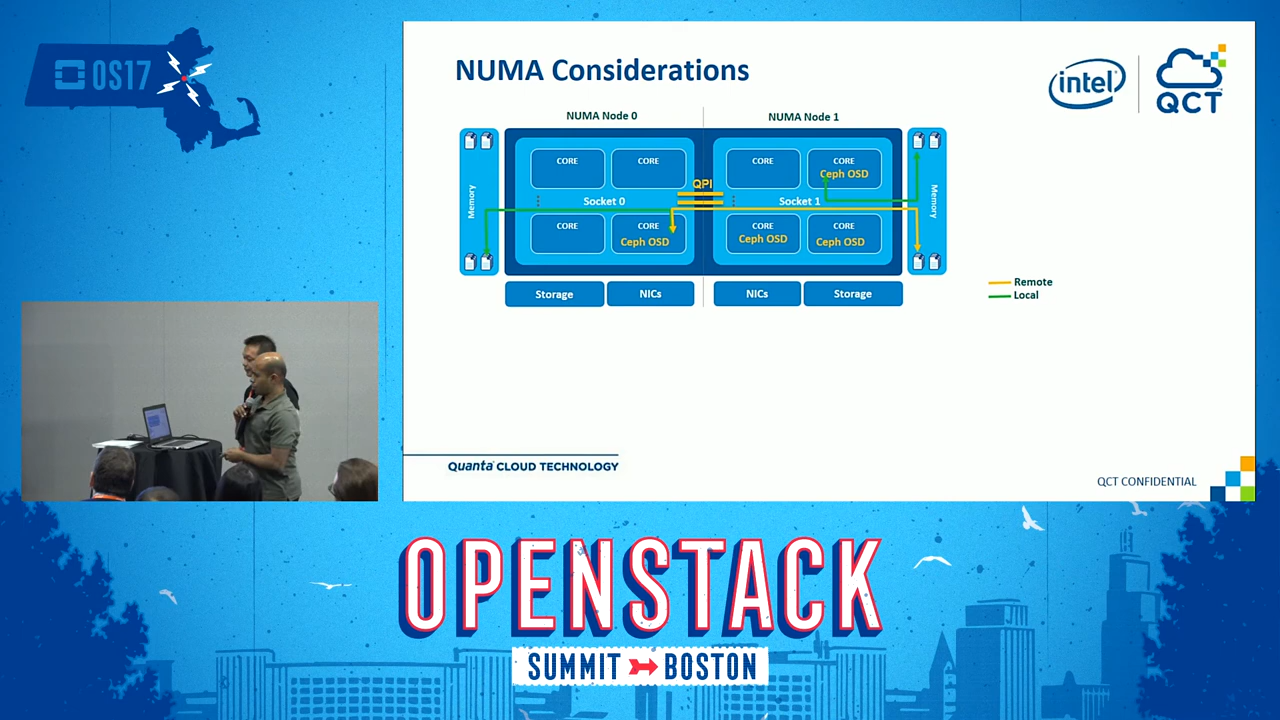 OS17
NUMA Considerations
intel
QCT
NUMA Node 0
NUMA Node 1
Memory
CORE
CORE
Socket 0
CORE
CORE
Ceph OSD
QPI
CORE
CORE
Ceph OSD
Socket 1
CORE
Ceph OSD
CORE
Ceph OSD
Memory
Storage
NICs
NICs
Storage
Remote
Local
Quanta CLOUD TECHNOLOGY
QCT CONFIDENTIAL
OPENSTACK
SUMMIT BOSTON